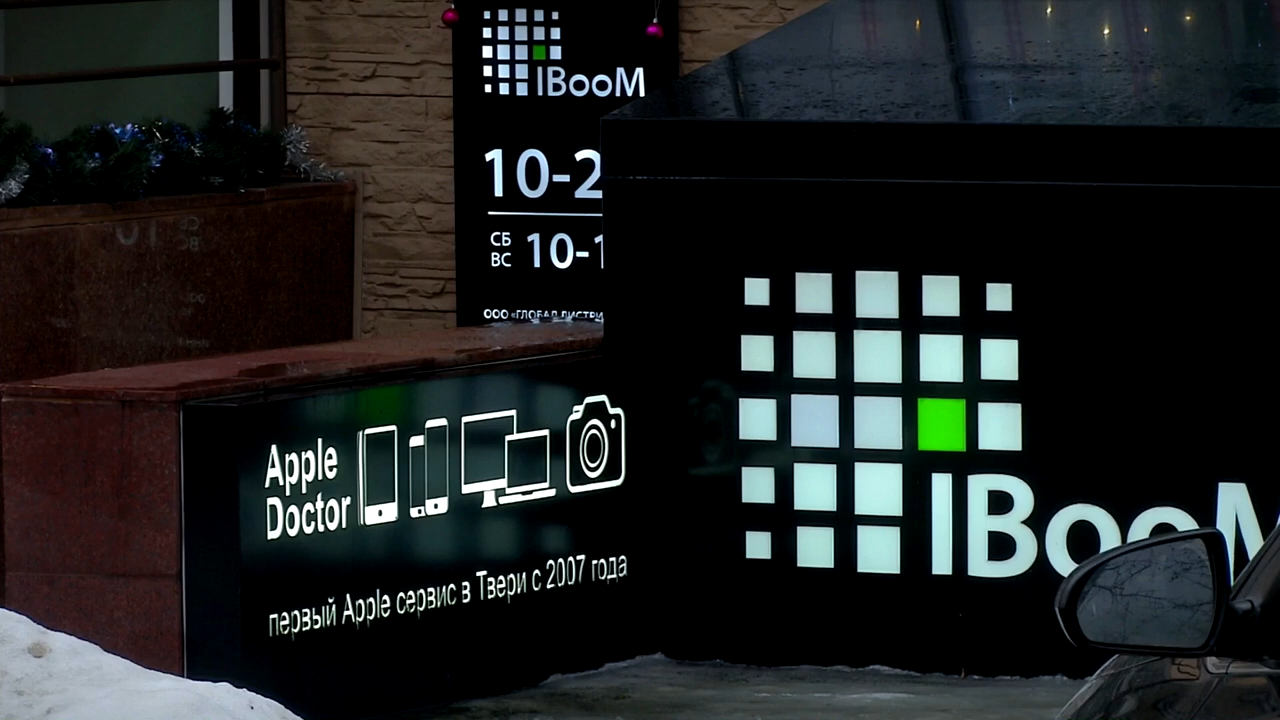 IBooM
10-2
СБ 10-1
ВС
ООО «ГЛОБАЛ ДИСТРИ
Apple
Doctor
первый Apple сервис в Твери с 2007 года
IBooM